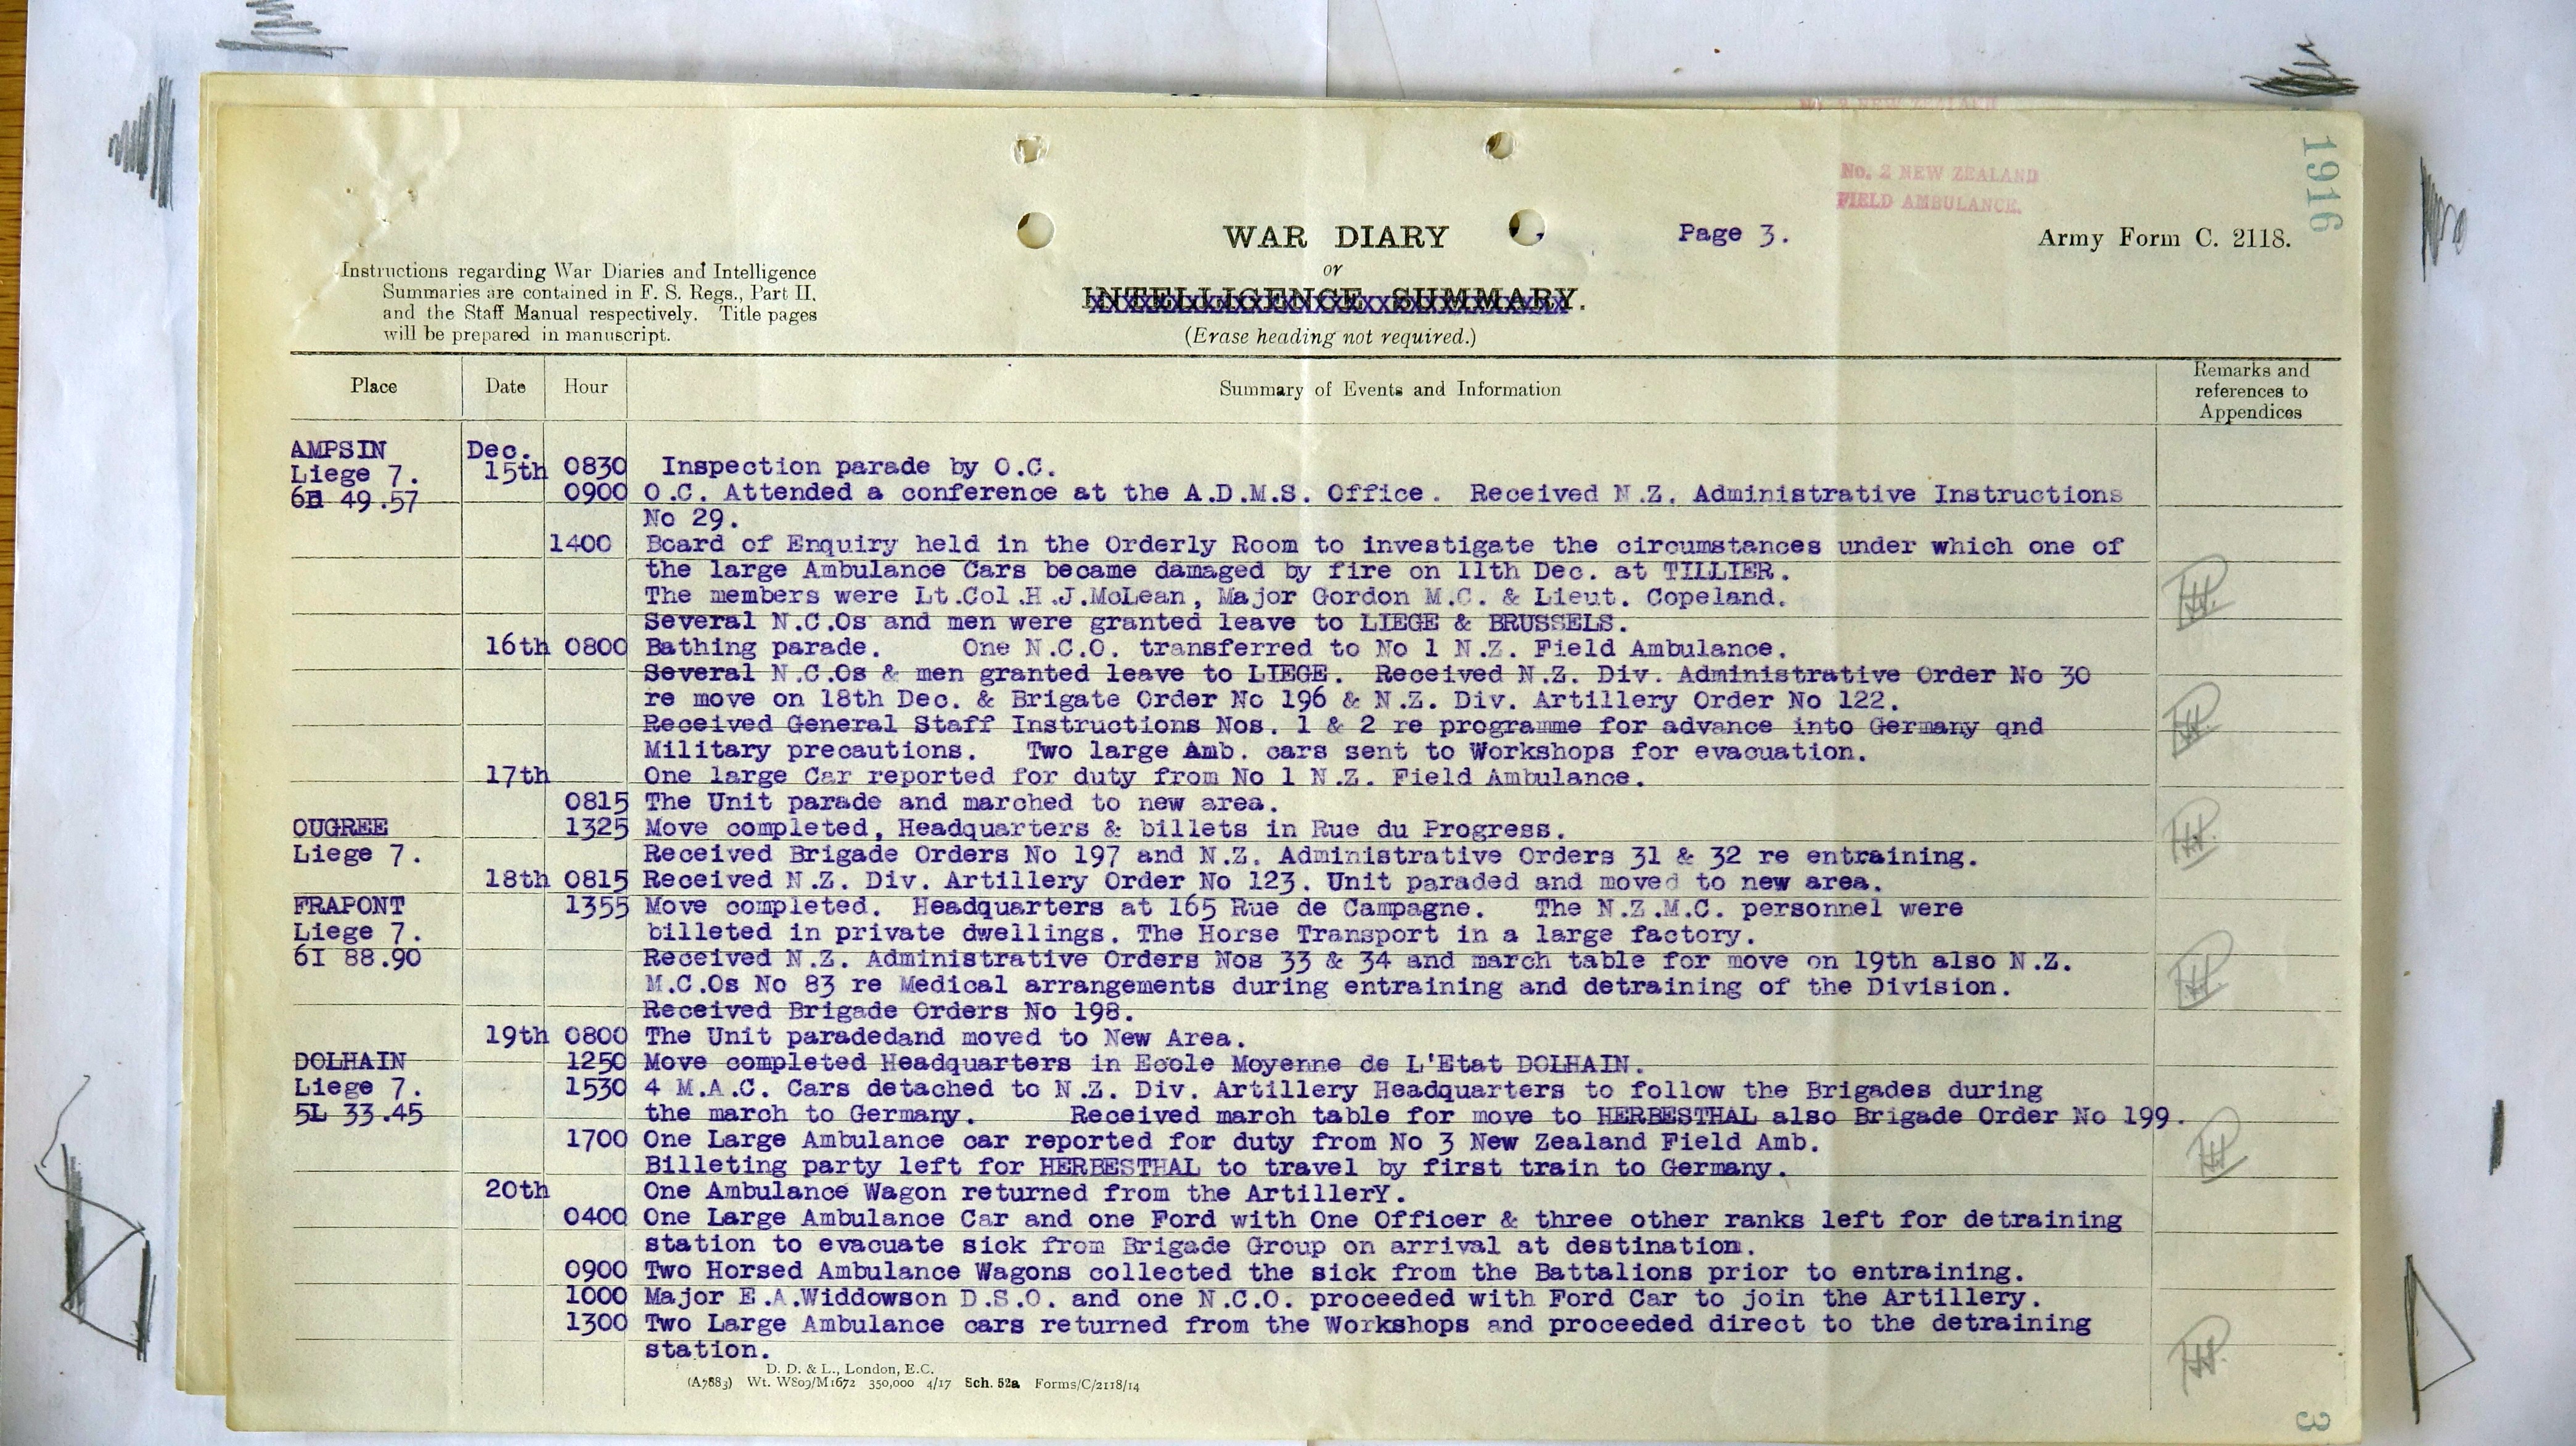 No. 2 NEW ZEALAND
FIELD AMBULANCE.
1916
WAR DIARY
Page 3.
Army Form C. 2118.
or
INTELLIGENCE SUMMARY.
(Erase heading not required.)
Instructions regarding War Diaries and Intelligence
Summaries are contained in F. S. Regs., Part II.
and the Staff Manual respectively. Title pages
will be prepared in manuscript.
Place Date Hour Summary of Events and Information Remarks and references to Appendices
AMPSIN Dec.
Liege 7. 15th 0830 Inspection parade by O.C.
6B 49.57 0900 O.C. Attended a conference at the A.D.M.S. Office. Received N.Z. Administrative Instructions
No 29.
1400 Board of Enquiry held in the Orderly Room to investigate the circumstances under which one of
the large Ambulance Cars became damaged by fire on 11th Dec. at TILLIER.
The members were Lt.Col.H.J.McLean, Major Gordon M.C. & Lieut. Copeland.
Several N.C.Os and men were granted leave to LIEGE & BRUSSELS.
16th 0800 Bathing parade. One N.C.O. transferred to No 1 N.Z. Field Ambulance.
Several N.C.Os & men granted leave to LIEGE. Received N.Z. Div. Administrative Order No 30
re move on 18th Dec. & Brigate Order No 196 & N.Z. Div. Artillery Order No 122.
Received General Staff Instructions Nos. 1 & 2 re programme for advance into Germany qnd
Military precautions. Two large Amb. cars sent to Workshops for evacuation.
17th One large Car reported for duty from No 1 N.Z. Field Ambulance.
0815 The Unit parade and marched to new area.
OUGREE 1325 Move completed, Headquarters & billets in Rue du Progress.
Liege 7. Received Brigade Orders No 197 and N.Z. Administrative Orders 31 & 32 re entraining.
18th 0815 Received N.Z. Div. Artillery Order No 123. Unit paraded and moved to new area.
FRAPONT 1355 Move completed. Headquarters at 165 Rue de Campagne. The N.Z.M.C. personnel were
Liege 7. billeted in private dwellings. The Horse Transport in a large factory.
6I 88.90 Received N.Z. Administrative Orders Nos 33 & 34 and march table for move on 19th also N.Z.
M.C.Os No 83 re Medical arrangements during entraining and detraining of the Division.
Received Brigade Orders No 198.
19th 0800 The Unit paradedand moved to New Area.
DOLHAIN 1250 Move completed Headquarters in Ecole Moyenne de L'Etat DOLHAIN.
Liege 7. 1530 4 M.A.C. Cars detached to N.Z. Div. Artillery Headquarters to follow the Brigades during
5L 33.45 the march to Germany. Received march table for move to HERBESTHAL also Brigade Order No 199.
1700 One Large Ambulance car reported for duty from No 3 New Zealand Field Amb.
Billeting party left for HERBESTHAL to travel by first train to Germany.
20th One Ambulance Wagon returned from the ArtillerY.
0400 One Large Ambulance Car and one Ford with One Officer & three other ranks left for detraining
station to evacuate sick from Brigade Group on arrival at destination.
0900 Two Horsed Ambulance Wagons collected the sick from the Battalions prior to entraining.
1000 Major E.A.Widdowson D.S.O. and one N.C.O. proceeded with Ford Car to join the Artillery.
1300 Two Large Ambulance cars returned from the Workshops and proceeded direct to the detraining
station.
D. D. & L., London, E.C.
(A7883) Wt. W809/M1672 350,000 4/17 Sch. 52a Forms/C/2118/14
3